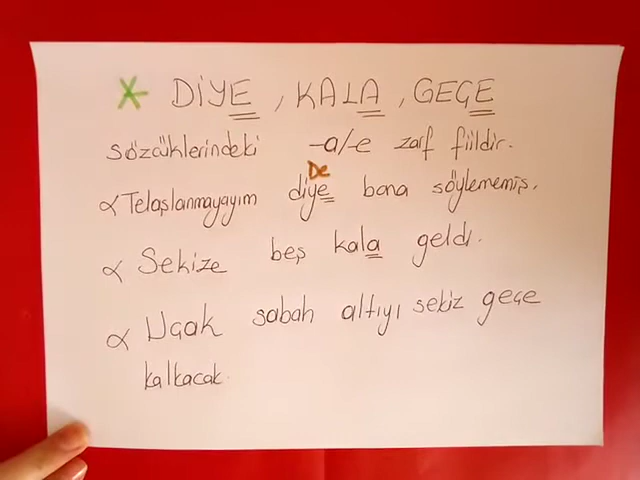 * DİYE, KALA, GEÇE
sözcüklerindeki -a/-e zarf fiildir.
De
α Telaşlanmayayım diye bana söylememiş.
α Sekize beş kala geldi.
α Uçak sabah altıyı sekiz geçe
kalkacak.